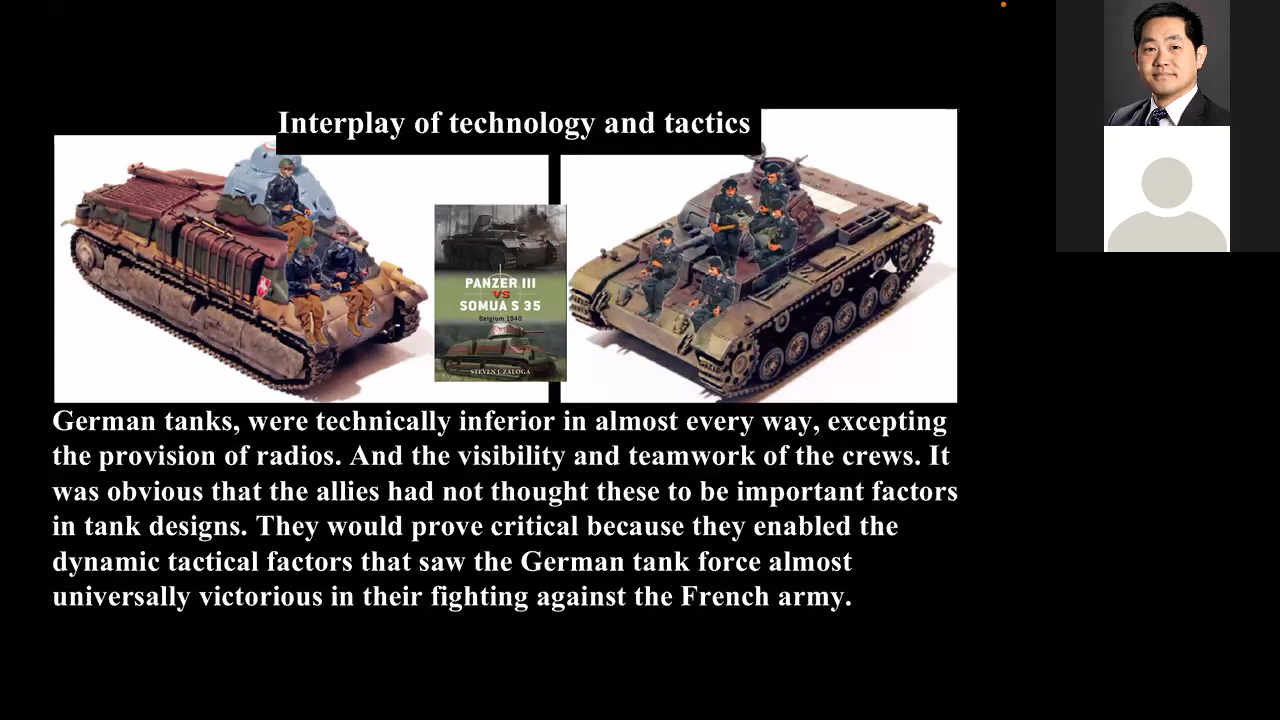 Interplay of technology and tactics
PANZER III
VS
SOMUA S 35
Belgium 1940
STEVEN J. ZALOGA
German tanks, were technically inferior in almost every way, excepting
the provision of radios. And the visibility and teamwork of the crews. It
was obvious that the allies had not thought these to be important factors
in tank designs. They would prove critical because they enabled the
dynamic tactical factors that saw the German tank force almost
universally victorious in their fighting against the French army.